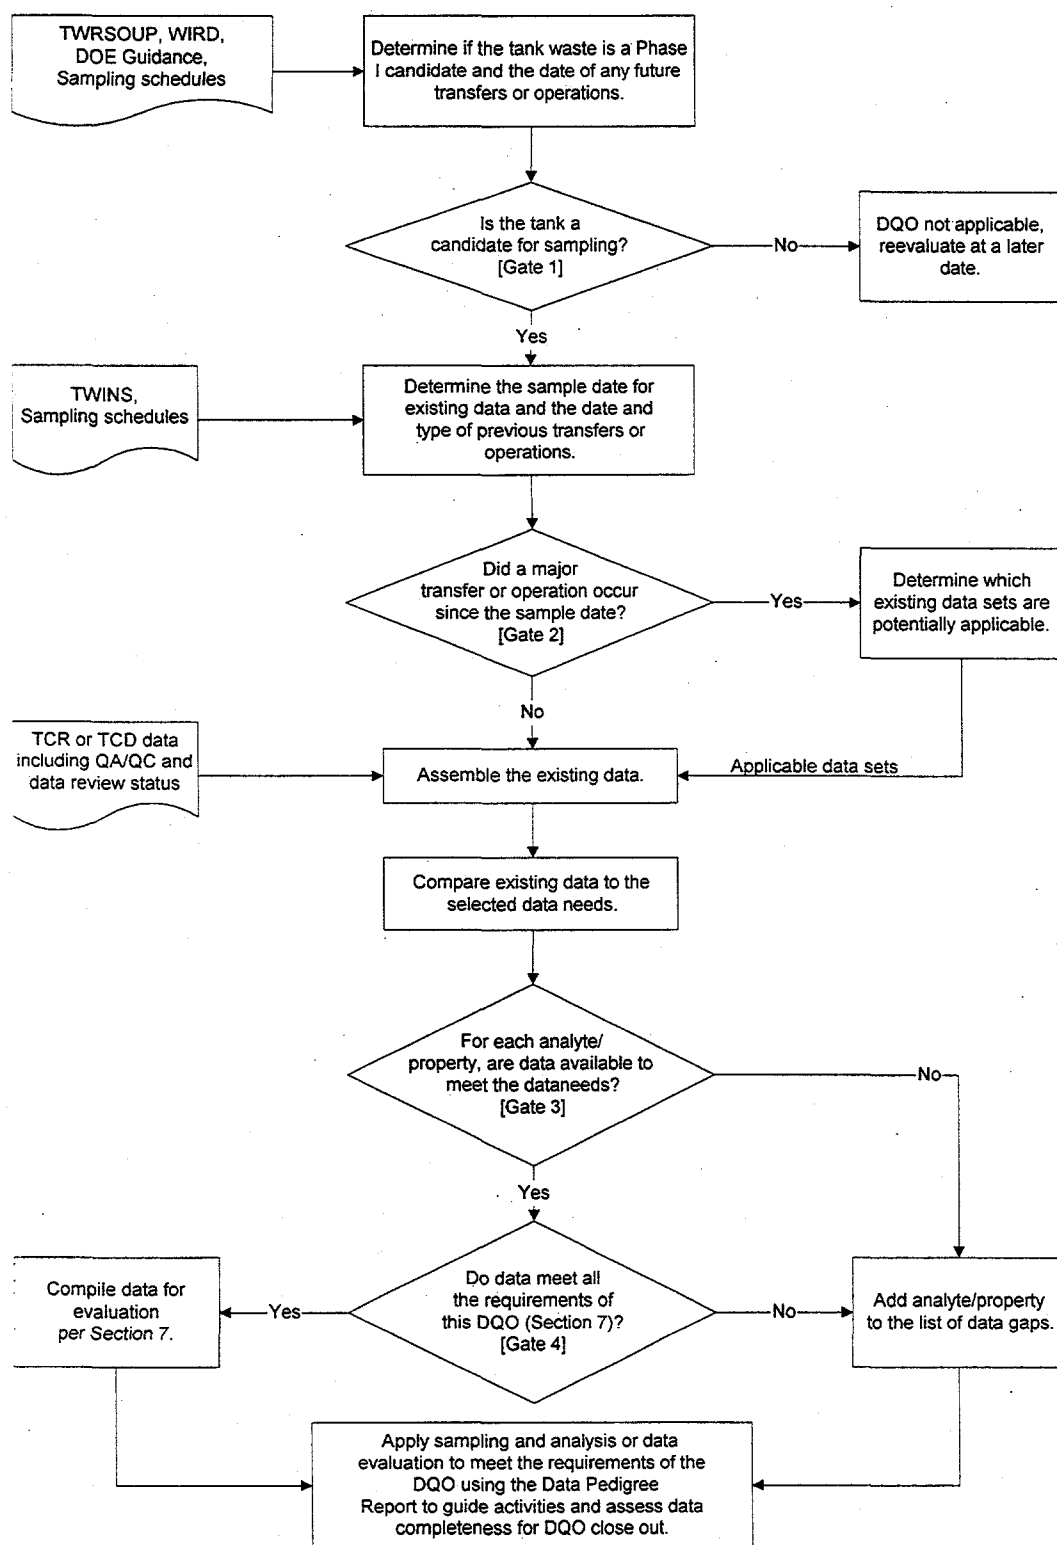 TWRSOUP, WIRD,
DOE Guidance,
Sampling schedules
Determine if the tank waste is a Phase
I candidate and the date of any future
transfers or operations.
Is the tank a
candidate for sampling?
[Gate 1]
No
DQO not applicable,
reevaluate at a later
date.
Yes
TWINS,
Sampling schedules
Determine the sample date for
existing data and the date and
type of previous transfers or
operations.
Did a major
transfer or operation occur
since the sample date?
[Gate 2]
Yes
Determine which
existing data sets are
potentially applicable.
No
TCR or TCD data
including QA/QC and
data review status
Assemble the existing data.
Applicable data sets
Compare existing data to the
selected data needs.
For each analyte/
property, are data available to
meet the dataneeds?
[Gate 3]
No
Yes
Compile data for
evaluation
per Section 7.
Yes
Do data meet all
the requirements of
this DQO (Section 7)?
[Gate 4]
No
Add analyte/property
to the list of data gaps.
Apply sampling and analysis or data
evaluation to meet the requirements of the
DQO using the Data Pedigree
Report to guide activities and assess data
completeness for DQO close out.